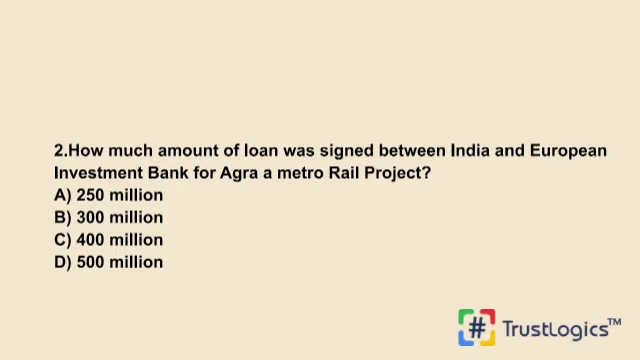 2.How much amount of loan was signed between India and European
Investment Bank for Agra a metro Rail Project?
A) 250 million
B) 300 million
C) 400 million
D) 500 million
# TrustLogics™